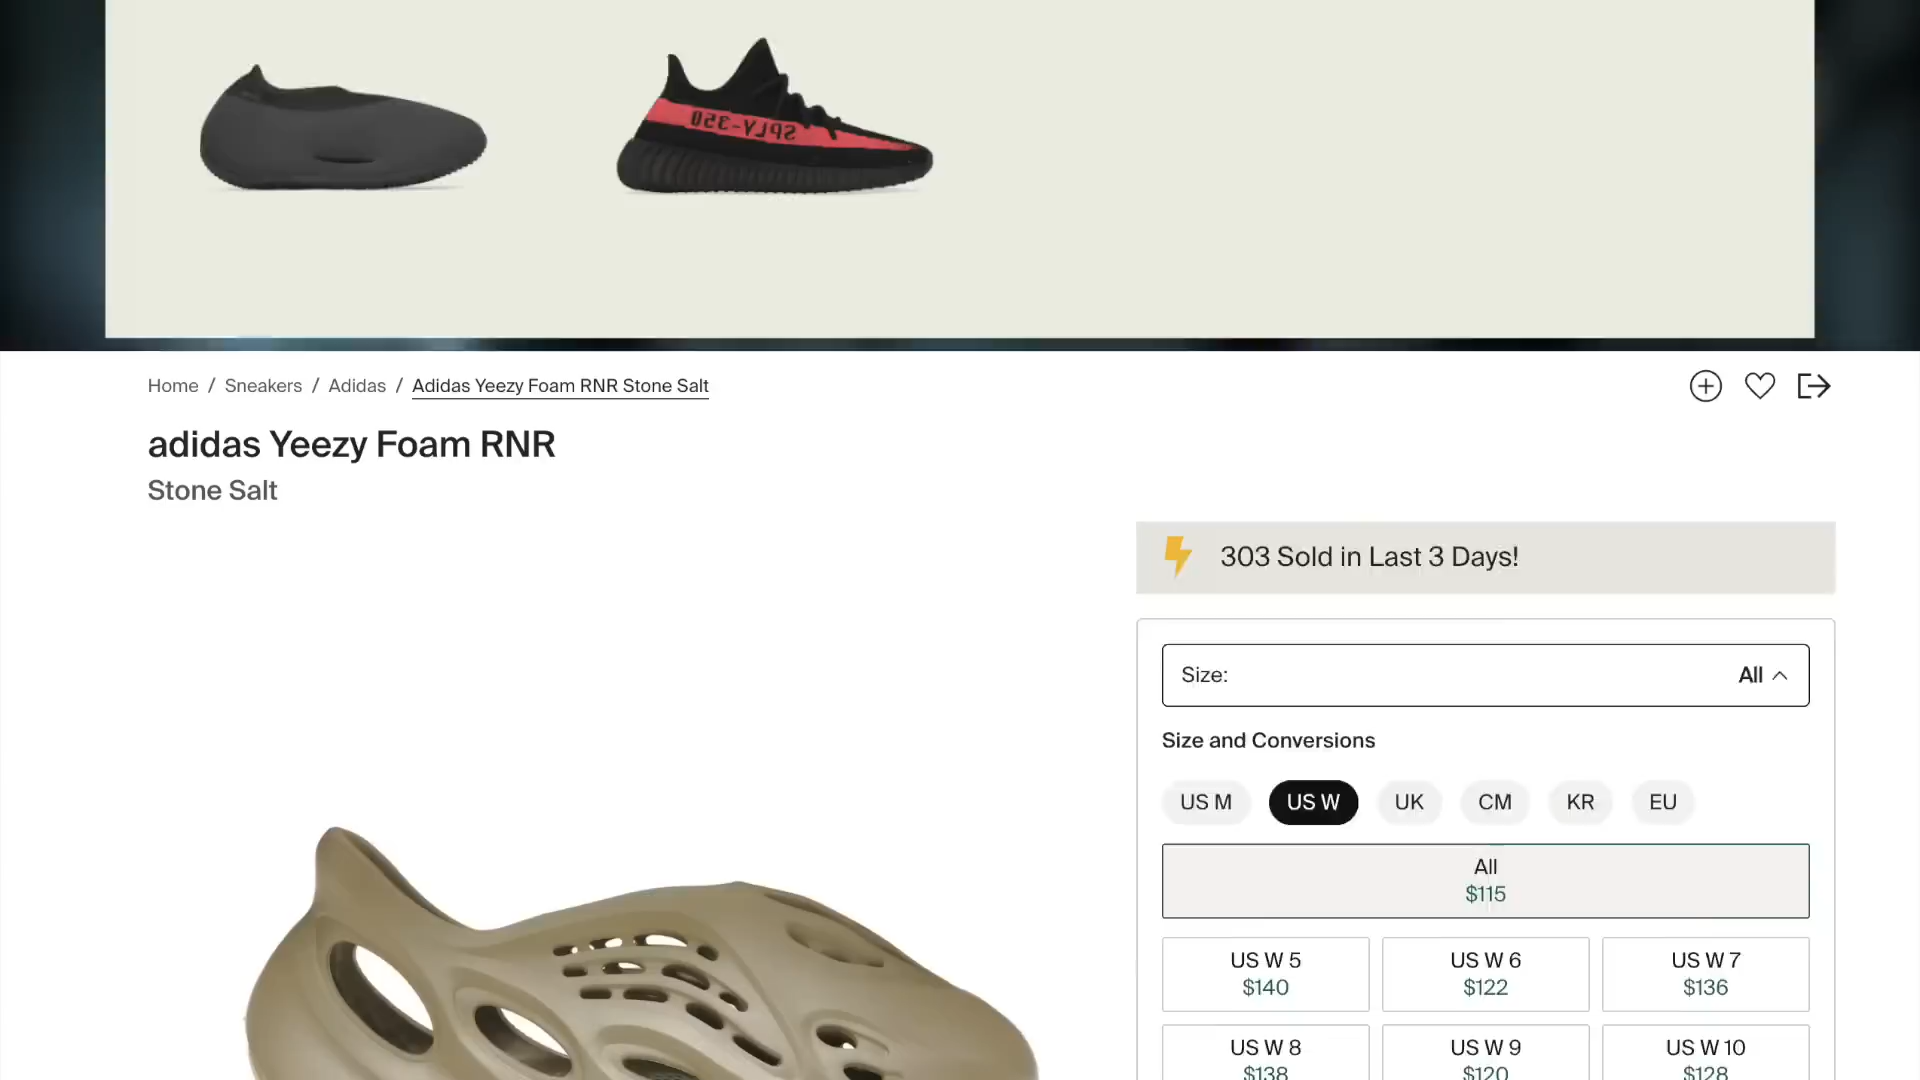 SPLY-350
Home / Sneakers / Adidas / Adidas Yeezy Foam RNR Stone Salt
adidas Yeezy Foam RNR
Stone Salt
303 Sold in Last 3 Days!
Size: All
Size and Conversions
US M US W UK CM KR EU
All
$115
US W 5 US W 6 US W 7
$140 $122 $136
US W 8 US W 9 US W 10
$138 $120 $128